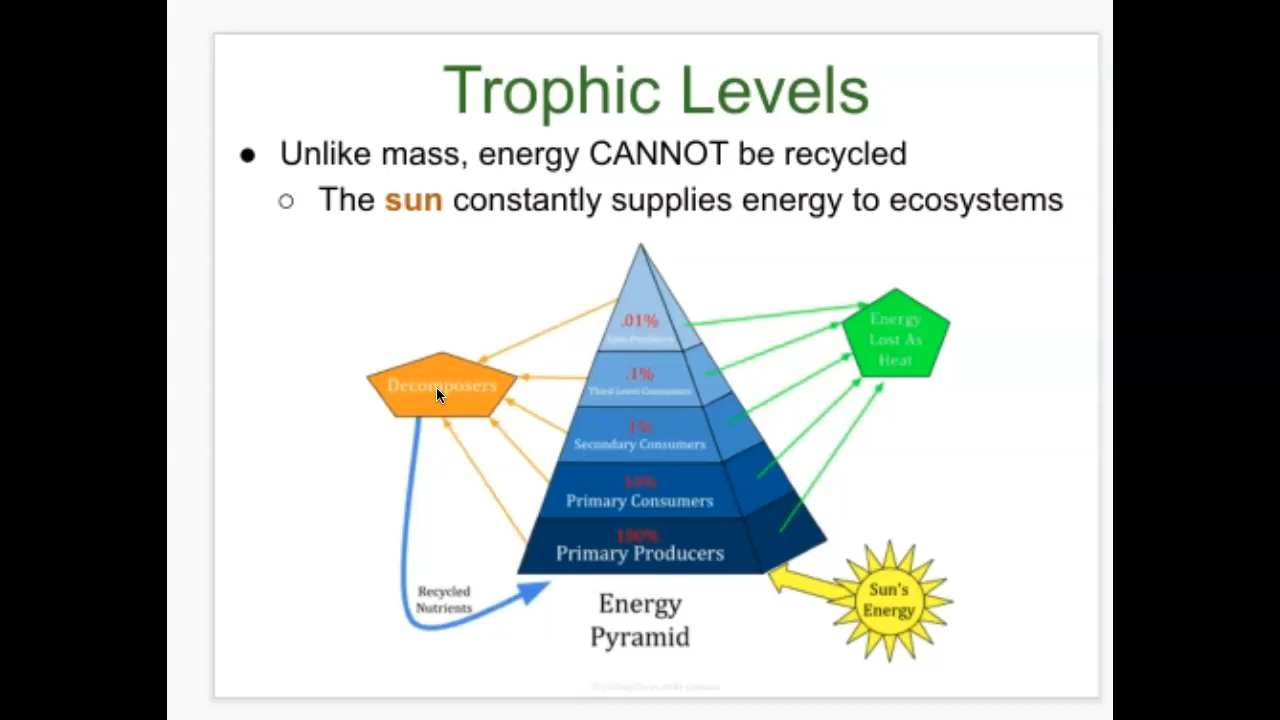 Trophic Levels
● Unlike mass, energy CANNOT be recycled
○ The sun constantly supplies energy to ecosystems
.01%
.1%
Third Level Consumers
1%
Secondary Consumers
10%
Primary Consumers
100%
Primary Producers
Decomposers
Energy
Lost As
Heat
Recycled
Nutrients
Energy
Pyramid
Sun's
Energy